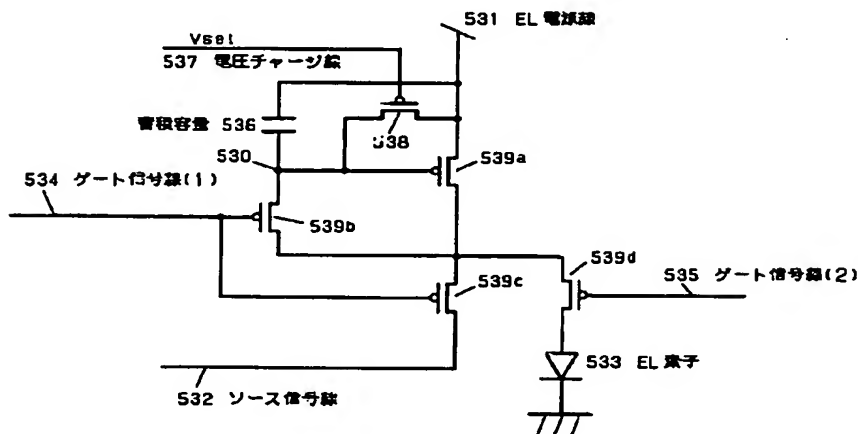 531 EL 電源線
Vset
537 電圧チャージ線
蓄積容量 536
538
530
539a
534 ゲート信号線(1)
539b
539d
539c
535 ゲート信号線(2)
533 EL 素子
532 ソース信号線